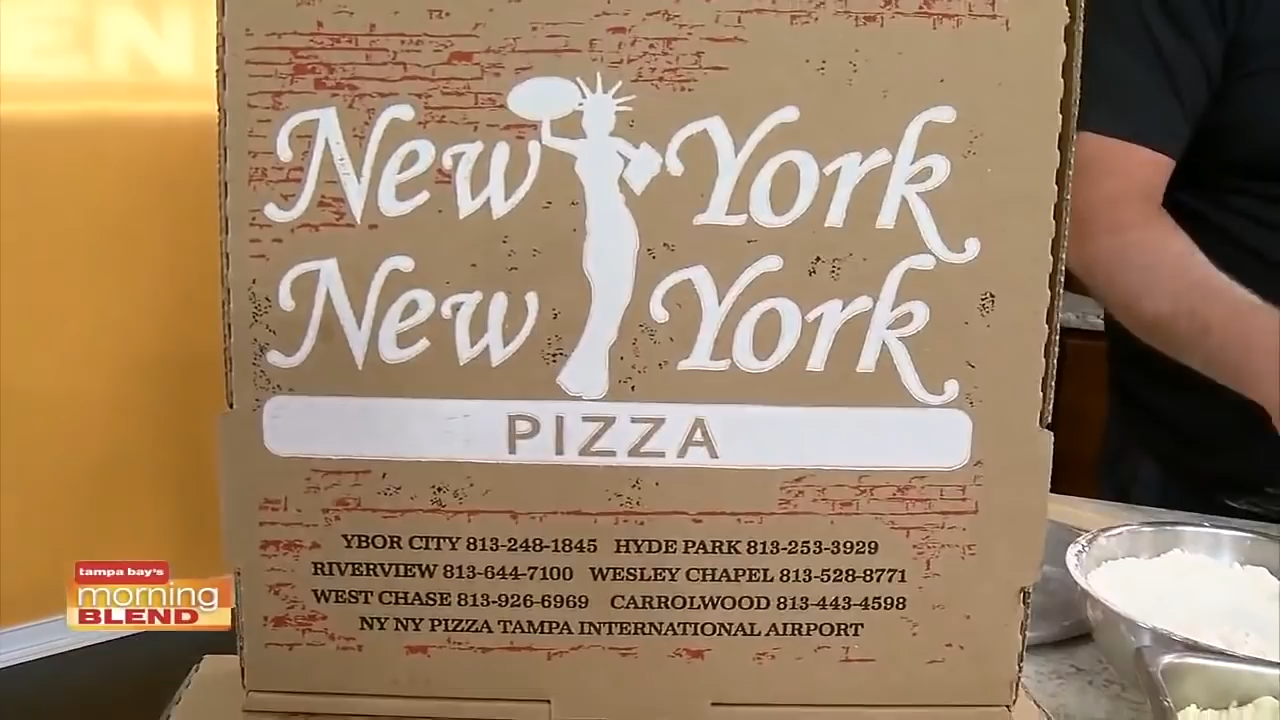 EN
New York
New York
PIZZA
YBOR CITY 813-248-1845 HYDE PARK 813-253-3929
RIVERVIEW 813-644-7100 WESLEY CHAPEL 813-528-8771
WEST CHASE 813-926-6969 CARROLWOOD 813-443-4598
NY NY PIZZA TAMPA INTERNATIONAL AIRPORT
tampa bay's
morning
BLEND